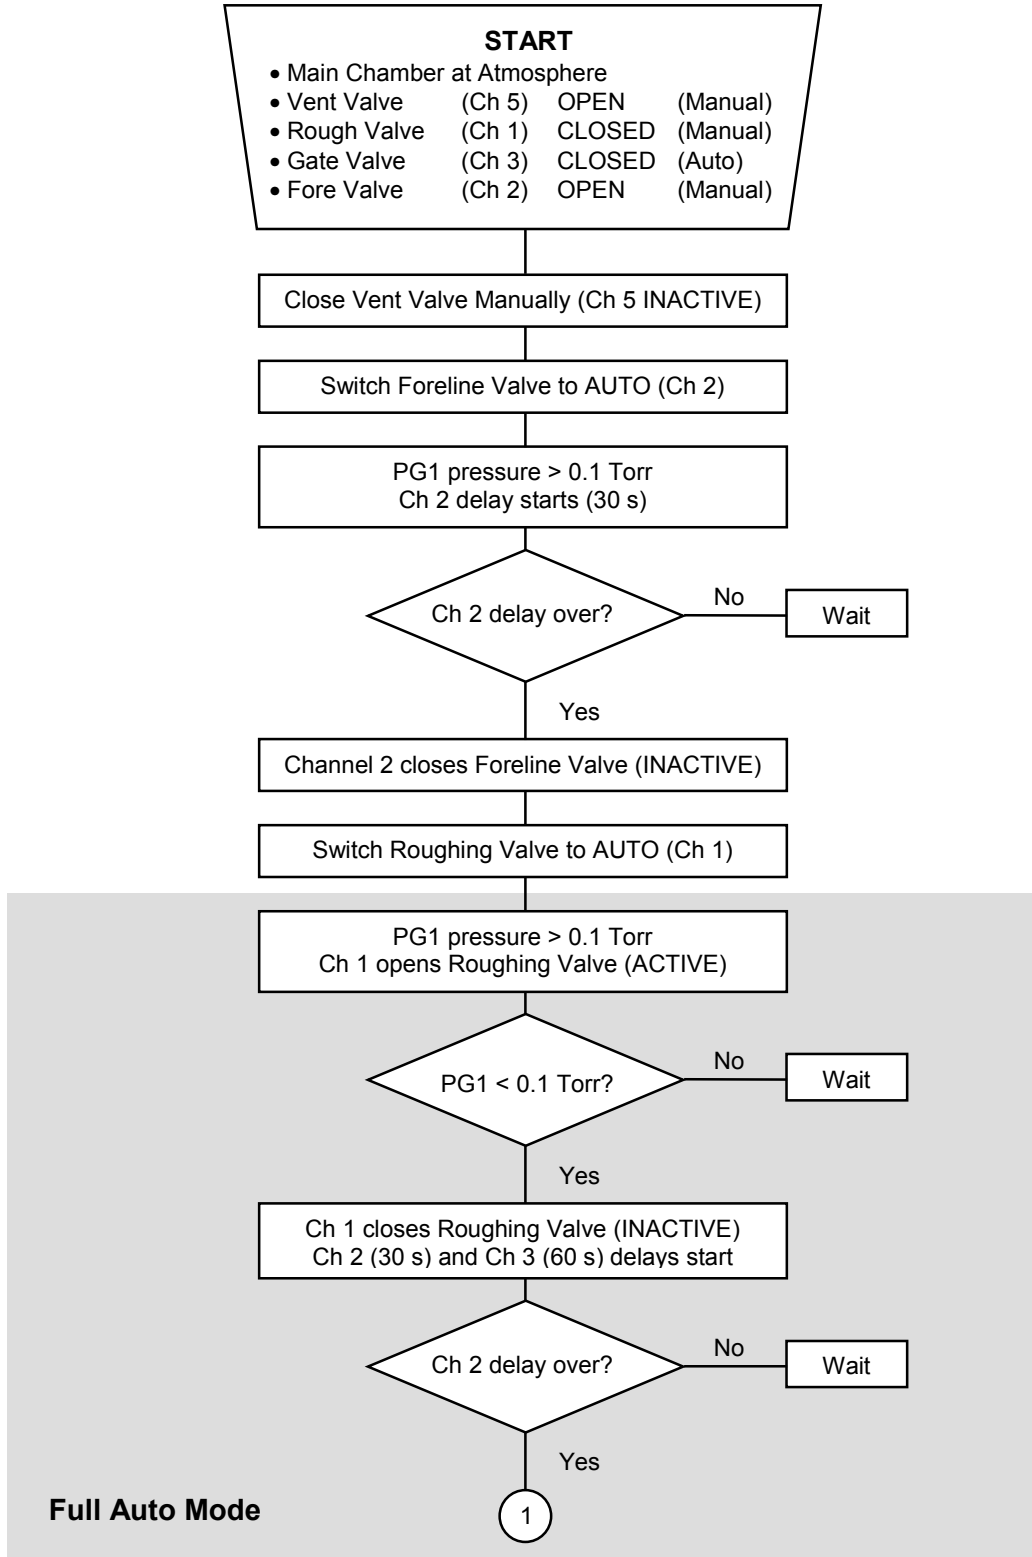 START
• Main Chamber at Atmosphere
• Vent Valve (Ch 5) OPEN (Manual)
• Rough Valve (Ch 1) CLOSED (Manual)
• Gate Valve (Ch 3) CLOSED (Auto)
• Fore Valve (Ch 2) OPEN (Manual)
Close Vent Valve Manually (Ch 5 INACTIVE)
Switch Foreline Valve to AUTO (Ch 2)
PG1 pressure > 0.1 Torr
Ch 2 delay starts (30 s)
Ch 2 delay over?
No
Wait
Yes
Channel 2 closes Foreline Valve (INACTIVE)
Switch Roughing Valve to AUTO (Ch 1)
PG1 pressure > 0.1 Torr
Ch 1 opens Roughing Valve (ACTIVE)
PG1 < 0.1 Torr?
No
Wait
Yes
Ch 1 closes Roughing Valve (INACTIVE)
Ch 2 (30 s) and Ch 3 (60 s) delays start
Ch 2 delay over?
No
Wait
Yes
Full Auto Mode
1